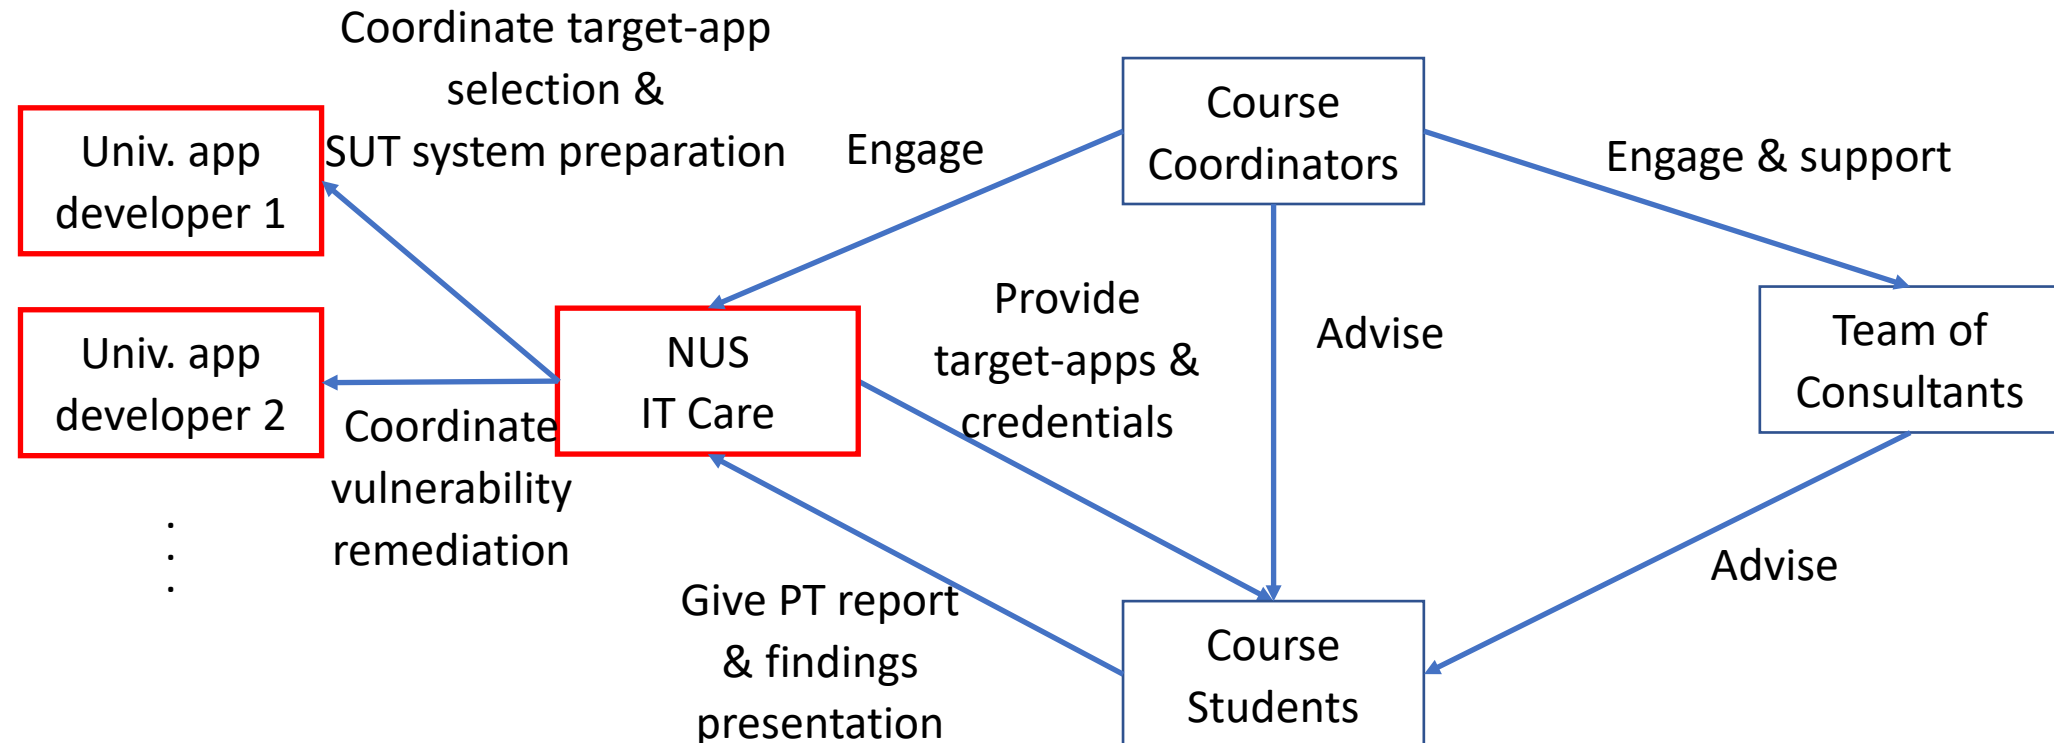 Coordinate target-app
selection &
SUT system preparation
Univ. app
developer 1
Engage
Course
Coordinators
Engage & support
Univ. app
developer 2
NUS
IT Care
Provide
target-apps &
credentials
Advise
Team of
Consultants
Coordinate
vulnerability
remediation
.
.
.
Give PT report
& findings
presentation
Course
Students
Advise